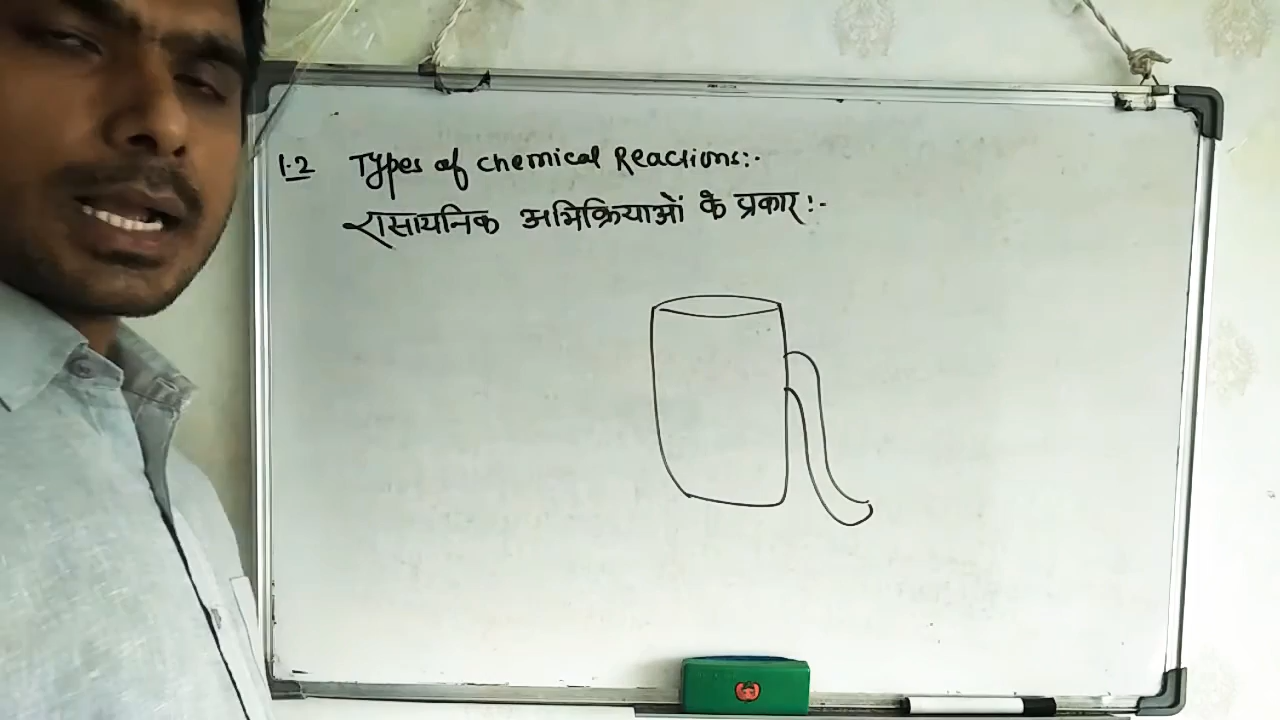 1.2 Types of Chemical Reactions:-
रासायनिक अभिक्रियाओं के प्रकार:-